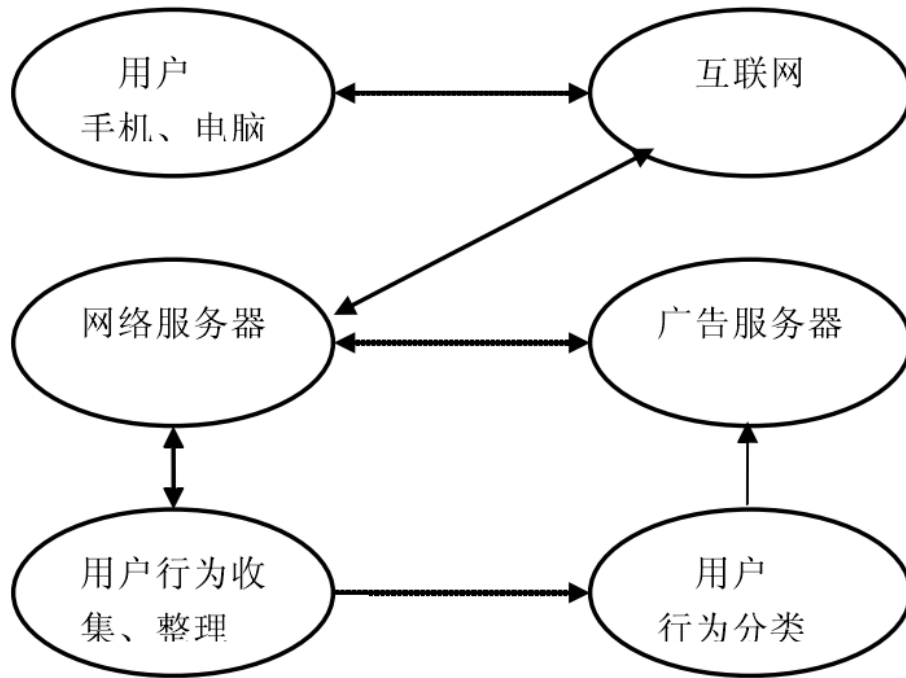 用户
手机、电脑
互联网
网络服务器
广告服务器
用户行为收
集、整理
用户
行为分类